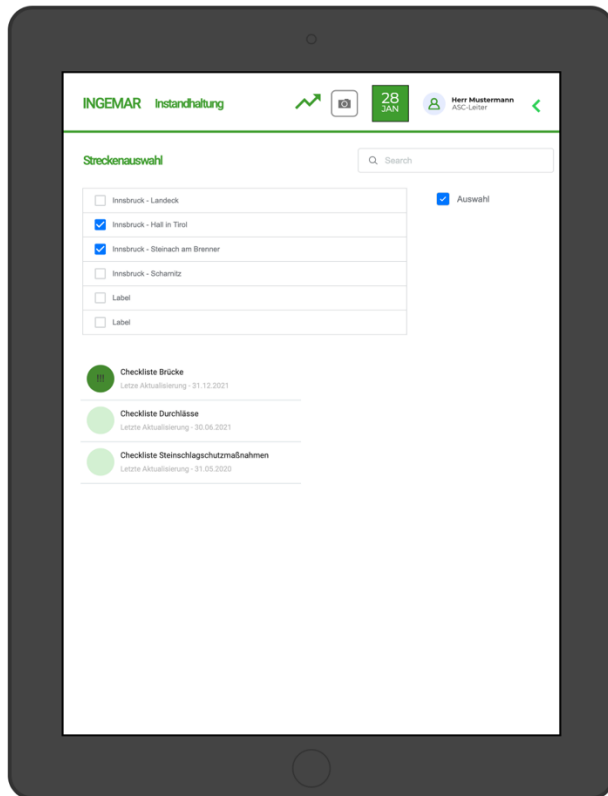 INGEMAR Instandhaltung
28
JAN
Herr Mustermann
ASC-Leiter
Streckenauswahl
Search
Innsbruck - Landeck
Auswahl
Innsbruck - Hall in Tirol
Innsbruck - Steinach am Brenner
Innsbruck - Scharnitz
Label
Label
!!!
Checkliste Brücke
Letze Aktualisierung - 31.12.2021
Checkliste Durchlässe
Letzte Aktualisierung - 30.06.2021
Checkliste Steinschlagschutzmaßnahmen
Letzte Aktualisierung - 31.05.2020